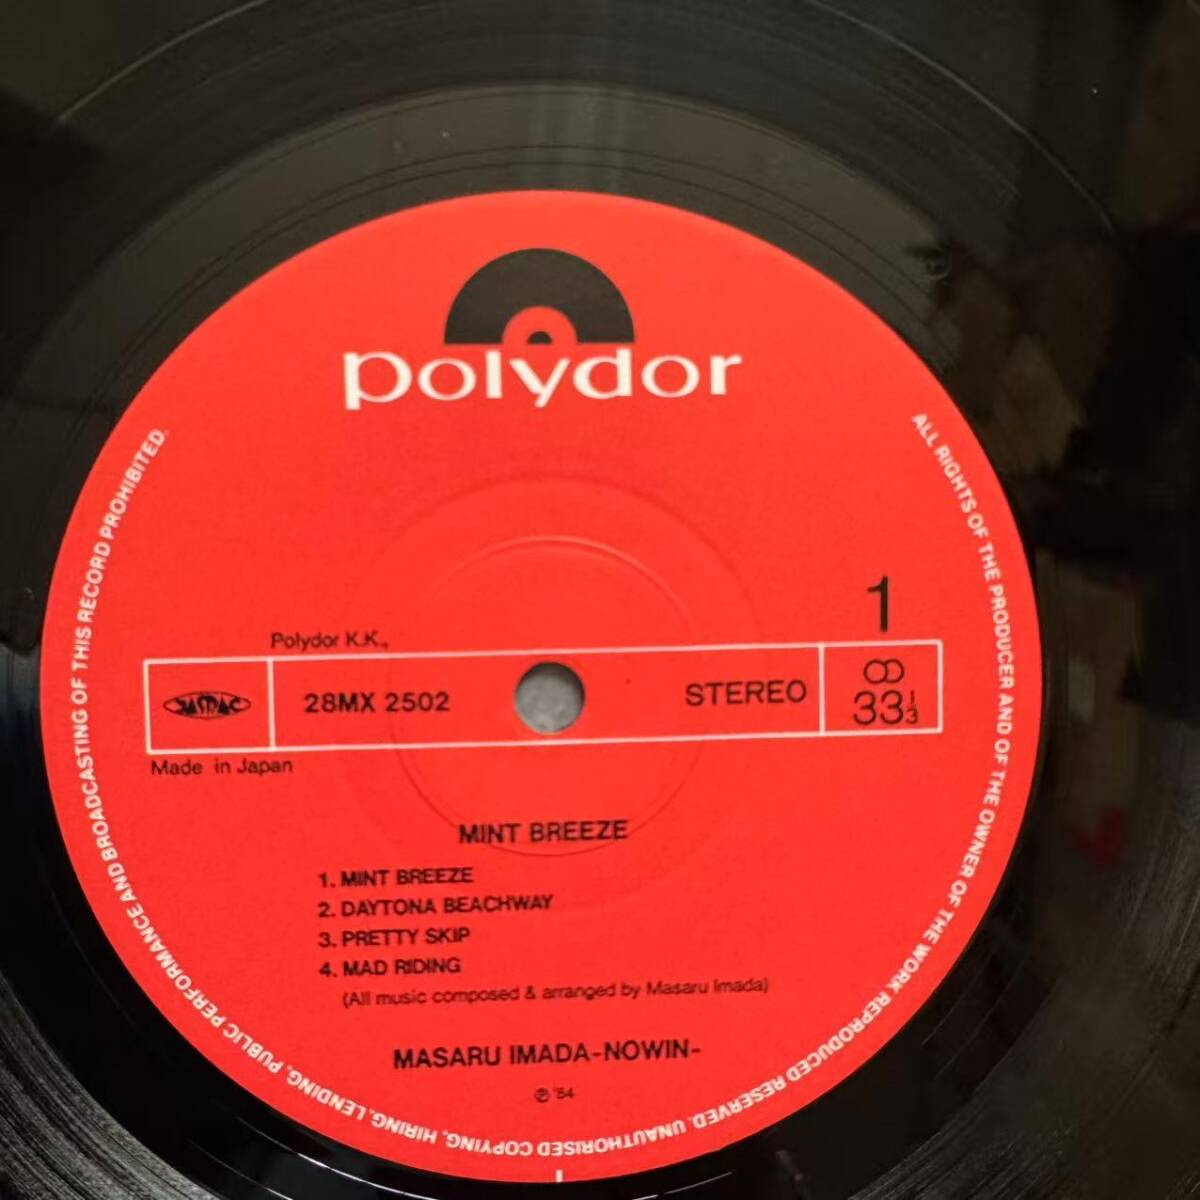 polydor
1
Polydor K.K.,
JASRAC
28MX 2502
STEREO
33 1/3
Made in Japan
MINT BREEZE
1. MINT BREEZE
2. DAYTONA BEACHWAY
3. PRETTY SKIP
4. MAD RIDING
(All music composed & arranged by Masaru Imada)
MASARU IMADA-NOWIN-
℗ '84
ALL RIGHTS OF THE PRODUCER AND OF THE OWNER OF THE WORK REPRODUCED RESERVED. UNAUTHORISED COPYING, HIRING, LENDING, PUBLIC PERFORMANCE AND BROADCASTING OF THIS RECORD PROHIBITED.